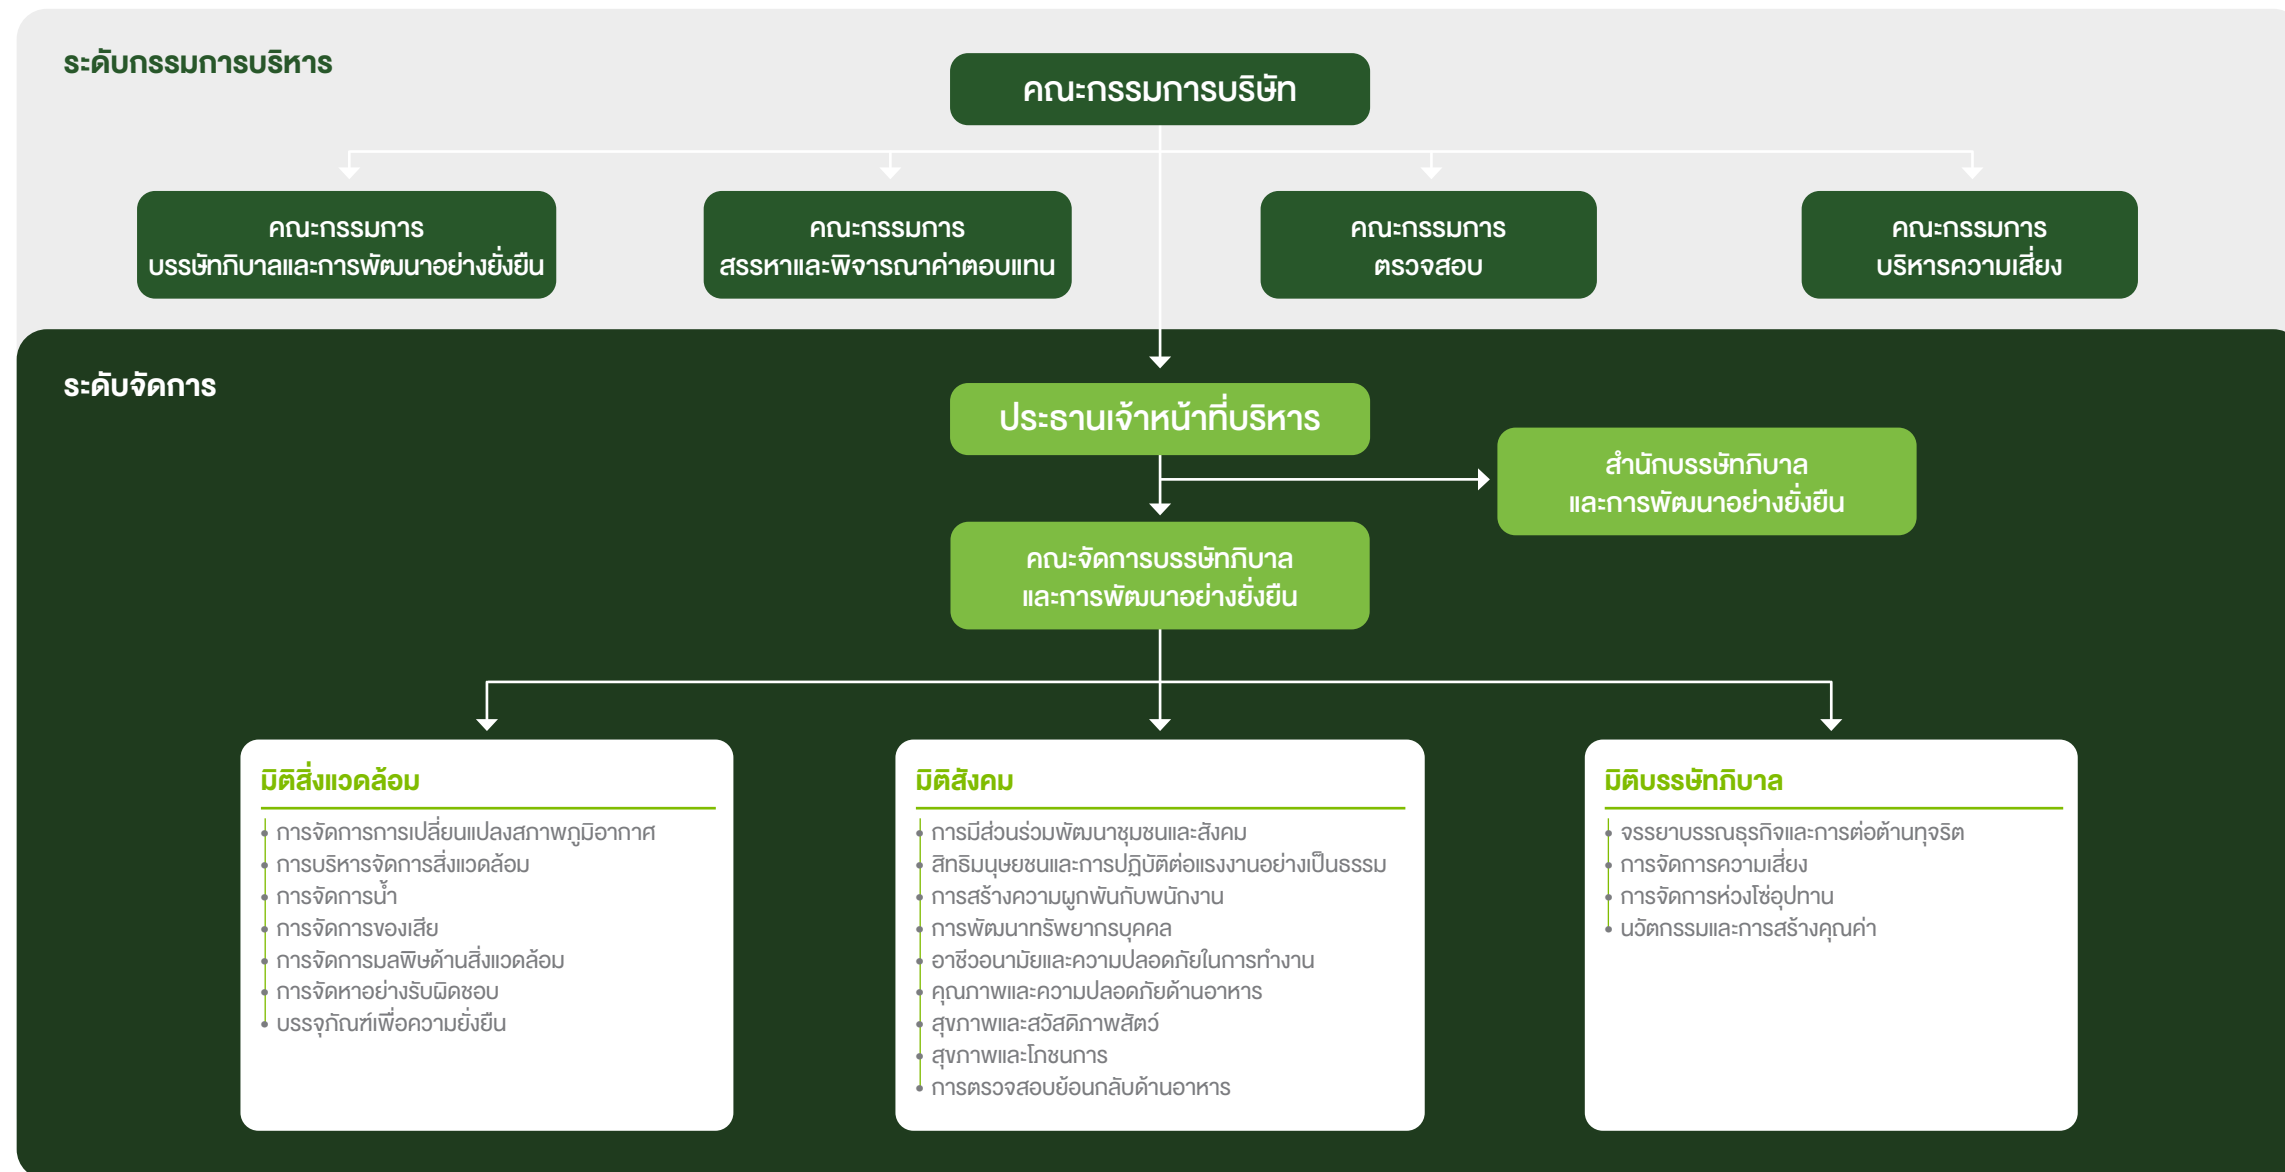 ระดับกรรมการบริหาร
คณะกรรมการบริษัท
คณะกรรมการ
บรรษัทภิบาลและการพัฒนาอย่างยั่งยืน
คณะกรรมการ
สรรหาและพิจารณาค่าตอบแทน
คณะกรรมการ
ตรวจสอบ
คณะกรรมการ
บริหารความเสี่ยง
ระดับจัดการ
ประธานเจ้าหน้าที่บริหาร
สำนักบรรษัทภิบาล
และการพัฒนาอย่างยั่งยืน
คณะจัดการบรรษัทภิบาล
และการพัฒนาอย่างยั่งยืน
มิติสิ่งแวดล้อม
• การจัดการการเปลี่ยนแปลงสภาพภูมิอากาศ
• การบริหารจัดการสิ่งแวดล้อม
• การจัดการน้ำ
• การจัดการของเสีย
• การจัดการมลพิษด้านสิ่งแวดล้อม
• การจัดหาอย่างรับผิดชอบ
• บรรจุภัณฑ์เพื่อความยั่งยืน
มิติสังคม
• การมีส่วนร่วมพัฒนาชุมชนและสังคม
• สิทธิมนุษยชนและการปฏิบัติต่อแรงงานอย่างเป็นธรรม
• การสร้างความผูกพันกับพนักงาน
• การพัฒนาทรัพยากรบุคคล
• อาชีวอนามัยและความปลอดภัยในการทำงาน
• คุณภาพและความปลอดภัยด้านอาหาร
• สุขภาพและสวัสดิภาพสัตว์
• สุขภาพและโภชนการ
• การตรวจสอบย้อนกลับด้านอาหาร
มิติบรรษัทภิบาล
• จรรยาบรรณธุรกิจและการต่อต้านทุจริต
• การจัดการความเสี่ยง
• การจัดการห่วงโซ่อุปทาน
• นวัตกรรมและการสร้างคุณค่า